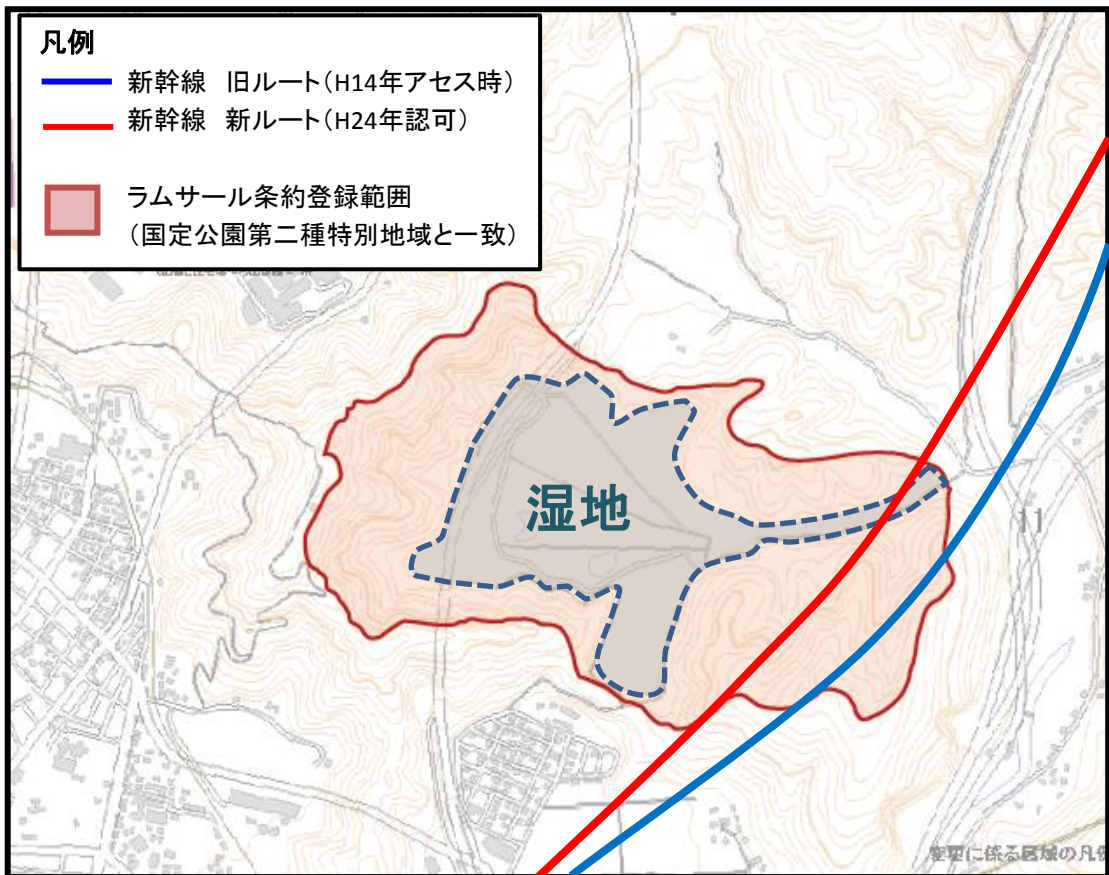 凡例
新幹線　旧ルート（H14年アセス時）
新幹線　新ルート（H24年認可）
ラムサール条約登録範囲
（国定公園第二種特別地域と一致）
湿地
11
変更に係る区域の凡例